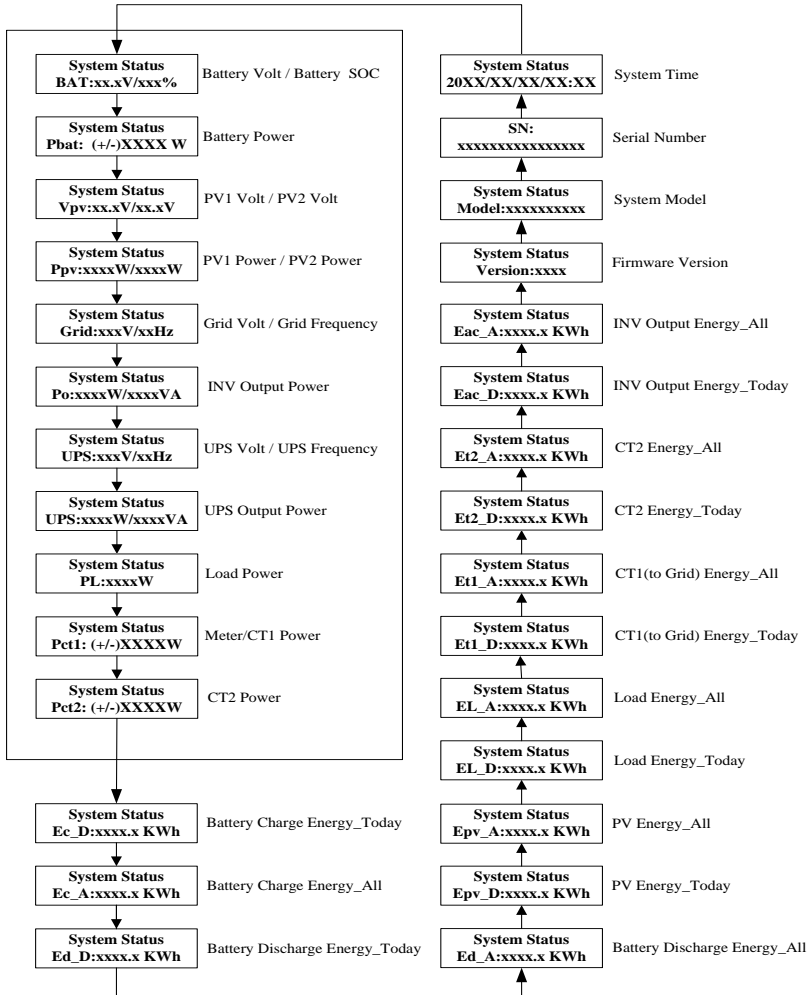 System Status
BAT:xx.xV/xxx%
Battery Volt / Battery SOC
System Status
Pbat: (+/-)XXXX W
Battery Power
System Status
Vpv:xx.xV/xx.xV
PV1 Volt / PV2 Volt
System Status
Ppv:xxxxW/xxxxW
PV1 Power / PV2 Power
System Status
Grid:xxxV/xxHz
Grid Volt / Grid Frequency
System Status
Po:xxxxW/xxxxVA
INV Output Power
System Status
UPS:xxxV/xxHz
UPS Volt / UPS Frequency
System Status
UPS:xxxxW/xxxxVA
UPS Output Power
System Status
PL:xxxxW
Load Power
System Status
Pct1: (+/-)XXXXW
Meter/CT1 Power
System Status
Pct2: (+/-)XXXXW
CT2 Power
System Status
Ec_D:xxxx.x KWh
Battery Charge Energy_Today
System Status
Ec_A:xxxx.x KWh
Battery Charge Energy_All
System Status
Ed_D:xxxx.x KWh
Battery Discharge Energy_Today
System Status
20XX/XX/XX/XX:XX
System Time
SN:
xxxxxxxxxxxxxxxx
Serial Number
System Status
Model:xxxxxxxxxx
System Model
System Status
Version:xxxx
Firmware Version
System Status
Eac_A:xxxx.x KWh
INV Output Energy_All
System Status
Eac_D:xxxx.x KWh
INV Output Energy_Today
System Status
Et2_A:xxxx.x KWh
CT2 Energy_All
System Status
Et2_D:xxxx.x KWh
CT2 Energy_Today
System Status
Et1_A:xxxx.x KWh
CT1(to Grid) Energy_All
System Status
Et1_D:xxxx.x KWh
CT1(to Grid) Energy_Today
System Status
EL_A:xxxx.x KWh
Load Energy_All
System Status
EL_D:xxxx.x KWh
Load Energy_Today
System Status
Epv_A:xxxx.x KWh
PV Energy_All
System Status
Epv_D:xxxx.x KWh
PV Energy_Today
System Status
Ed_A:xxxx.x KWh
Battery Discharge Energy_All